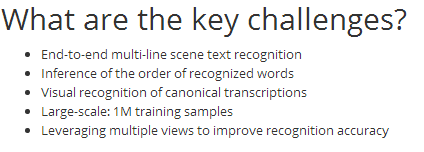 What are the key challenges?
• End-to-end multi-line scene text recognition
• Inference of the order of recognized words
• Visual recognition of canonical transcriptions
• Large-scale: 1M training samples
• Leveraging multiple views to improve recognition accuracy